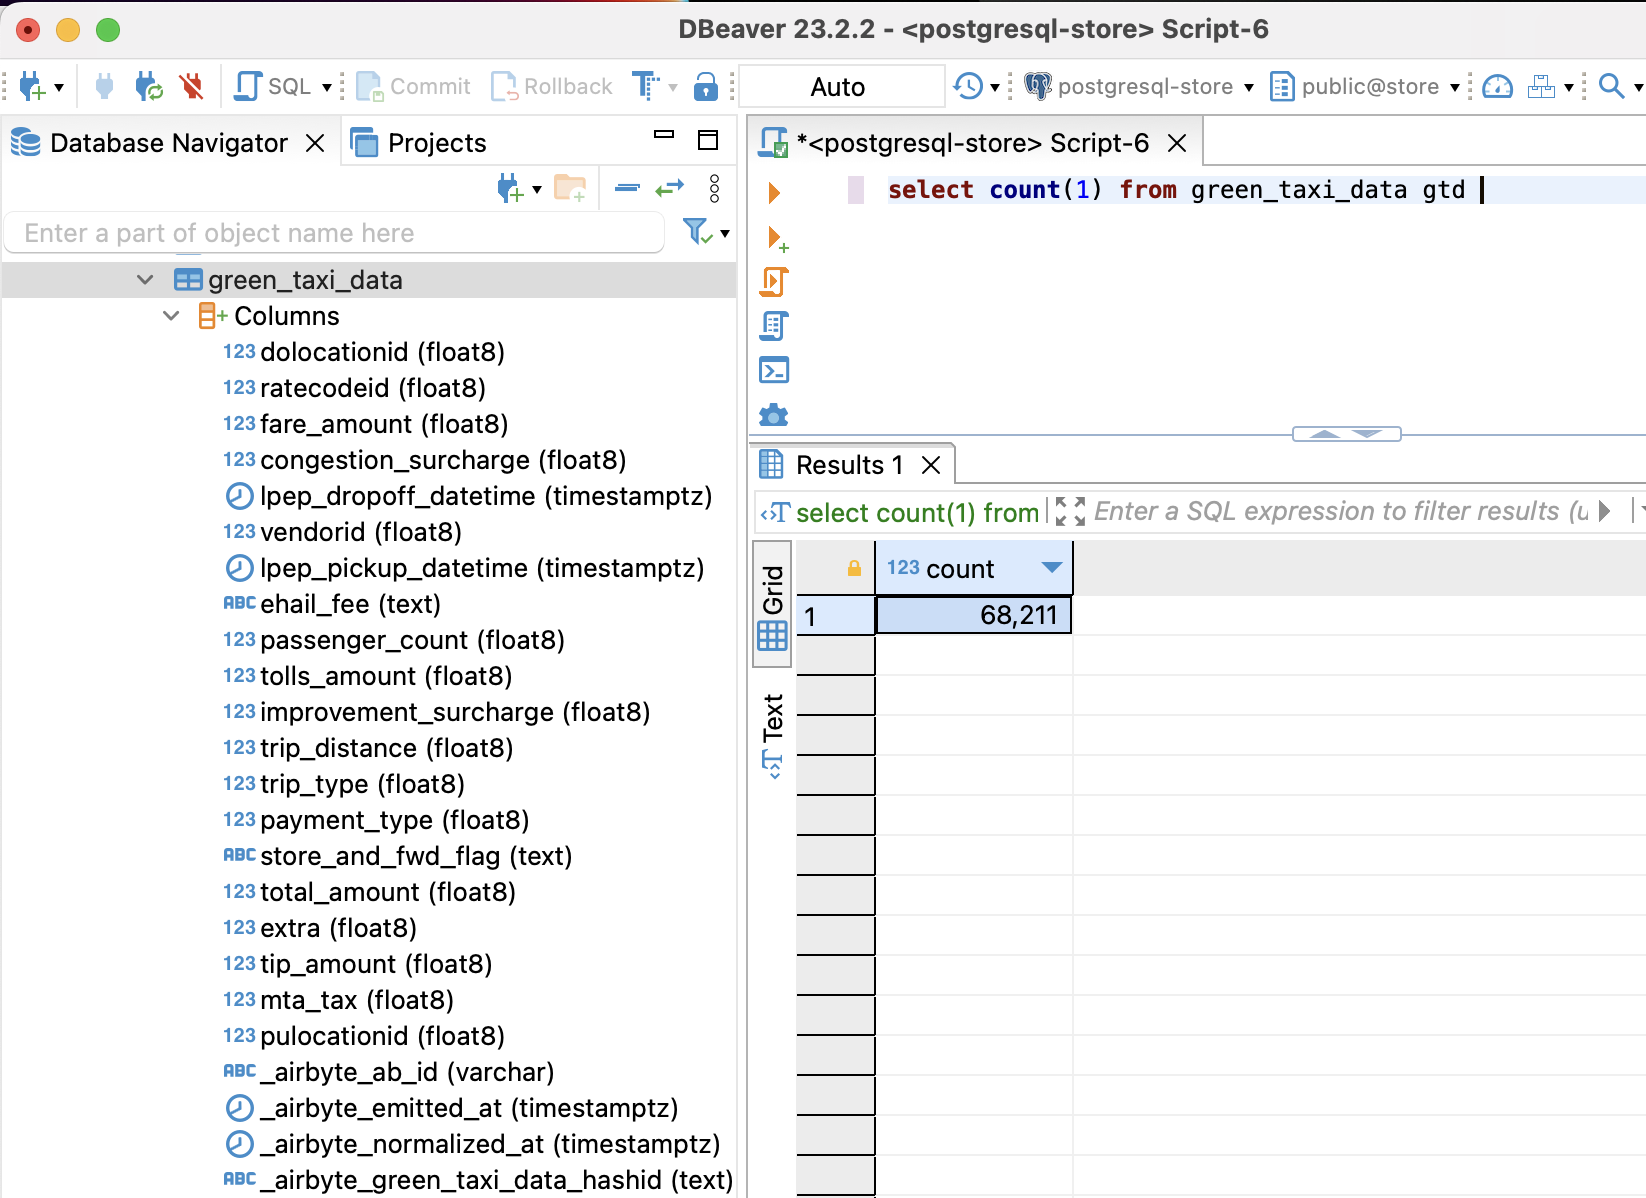 DBeaver 23.2.2 - <postgresql-store> Script-6
SQL Commit Rollback Auto postgresql-store public@store
Database Navigator Projects
Enter a part of object name here
green_taxi_data
Columns
123 dolocationid (float8)
123 ratecodeid (float8)
123 fare_amount (float8)
123 congestion_surcharge (float8)
lpep_dropoff_datetime (timestamptz)
123 vendorid (float8)
lpep_pickup_datetime (timestamptz)
ABC ehail_fee (text)
123 passenger_count (float8)
123 tolls_amount (float8)
123 improvement_surcharge (float8)
123 trip_distance (float8)
123 trip_type (float8)
123 payment_type (float8)
ABC store_and_fwd_flag (text)
123 total_amount (float8)
123 extra (float8)
123 tip_amount (float8)
123 mta_tax (float8)
123 pulocationid (float8)
ABC _airbyte_ab_id (varchar)
_airbyte_emitted_at (timestamptz)
_airbyte_normalized_at (timestamptz)
ABC _airbyte_green_taxi_data_hashid (text)
*<postgresql-store> Script-6
select count(1) from green_taxi_data gtd
Results 1
select count(1) from Enter a SQL expression to filter results (u
Grid
Text
123 count
1 68,211